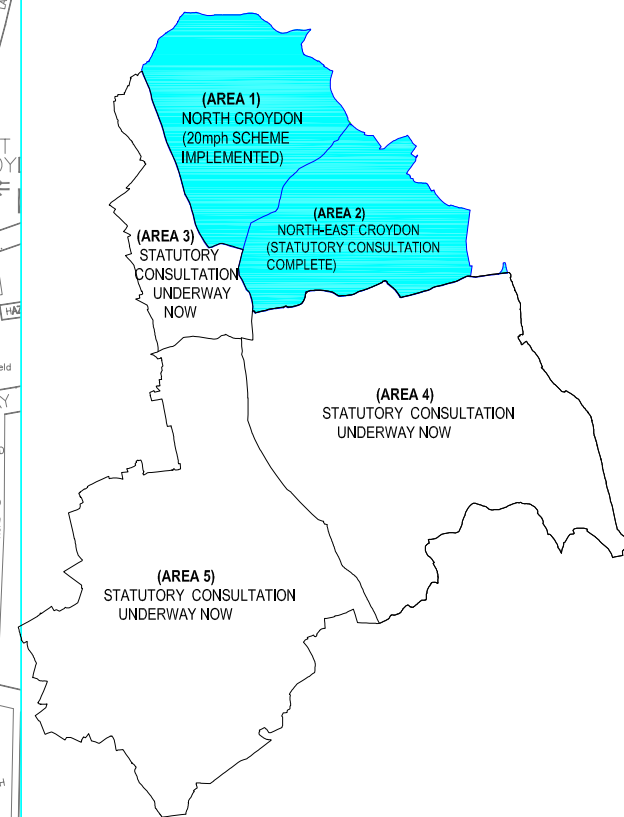 (AREA 1)
NORTH CROYDON
(20mph SCHEME
IMPLEMENTED)
(AREA 2)
NORTH-EAST CROYDON
(STATUTORY CONSULTATION
COMPLETE)
(AREA 3)
STATUTORY
CONSULTATION
UNDERWAY
NOW
(AREA 4)
STATUTORY CONSULTATION
UNDERWAY NOW
(AREA 5)
STATUTORY CONSULTATION
UNDERWAY NOW